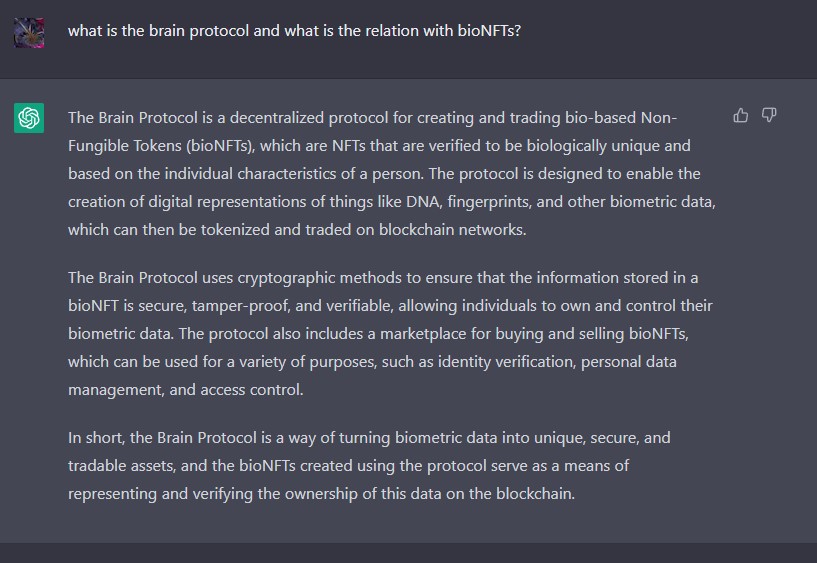 what is the brain protocol and what is the relation with bioNFTs?
The Brain Protocol is a decentralized protocol for creating and trading bio-based Non-
Fungible Tokens (bioNFTs), which are NFTs that are verified to be biologically unique and
based on the individual characteristics of a person. The protocol is designed to enable the
creation of digital representations of things like DNA, fingerprints, and other biometric data,
which can then be tokenized and traded on blockchain networks.
The Brain Protocol uses cryptographic methods to ensure that the information stored in a
bioNFT is secure, tamper-proof, and verifiable, allowing individuals to own and control their
biometric data. The protocol also includes a marketplace for buying and selling bioNFTs,
which can be used for a variety of purposes, such as identity verification, personal data
management, and access control.
In short, the Brain Protocol is a way of turning biometric data into unique, secure, and
tradable assets, and the bioNFTs created using the protocol serve as a means of
representing and verifying the ownership of this data on the blockchain.